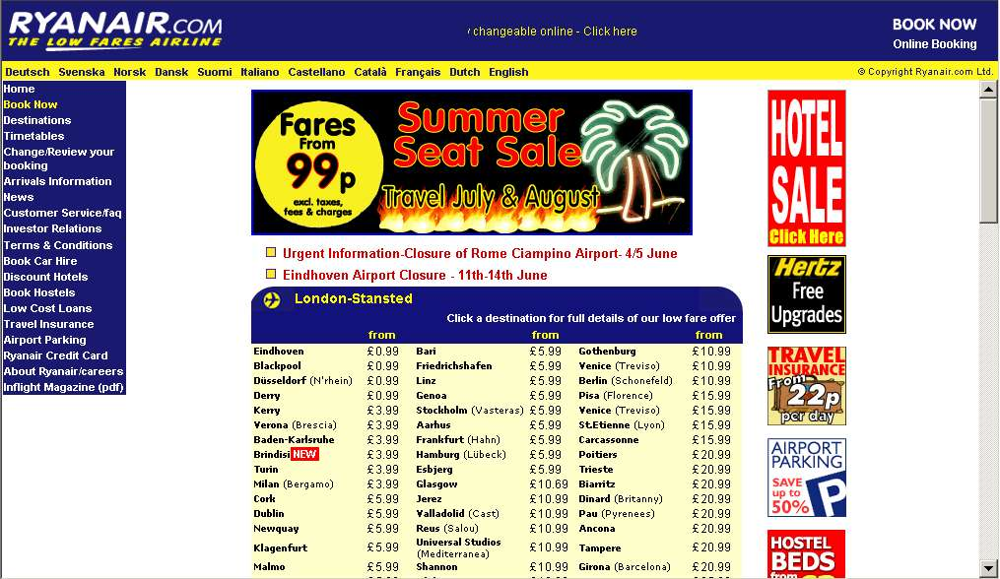 RYANAIR.COM
THE LOW FARES AIRLINE
changeable online - Click here
BOOK NOW
Online Booking
Deutsch Svenska Norsk Dansk Suomi Italiano Castellano Català Français Dutch English
© Copyright Ryanair.com Ltd.
Home
Book Now
Destinations
Timetables
Change/Review your
booking
Arrivals Information
News
Customer Service/faq
Investor Relations
Terms & Conditions
Book Car Hire
Discount Hotels
Book Hostels
Low Cost Loans
Travel Insurance
Airport Parking
Ryanair Credit Card
About Ryanair/careers
Inflight Magazine (pdf)
Fares
From
99p
excl. taxes,
fees & charges
Summer
Seat Sale
Travel July & August
Urgent Information-Closure of Rome Ciampino Airport- 4/5 June
Eindhoven Airport Closure - 11th-14th June
London-Stansted
Click a destination for full details of our low fare offer
from from from
Eindhoven £0.99 Bari £5.99 Gothenburg £10.99
Blackpool £0.99 Friedrichshafen £5.99 Venice (Treviso) £10.99
Düsseldorf (N'rhein) £0.99 Linz £5.99 Berlin (Schonefeld) £10.99
Derry £0.99 Genoa £5.99 Pisa (Florence) £15.99
Kerry £3.99 Stockholm (Vasteras) £5.99 Venice (Treviso) £15.99
Verona (Brescia) £3.99 Aarhus £5.99 St.Etienne (Lyon) £15.99
Baden-Karlsruhe £3.99 Frankfurt (Hahn) £5.99 Carcassonne £15.99
Brindisi NEW £3.99 Hamburg (Lübeck) £5.99 Poitiers £20.99
Turin £3.99 Esbjerg £5.99 Trieste £20.99
Milan (Bergamo) £3.99 Glasgow £10.69 Biarritz £20.99
Cork £5.99 Jerez £10.99 Dinard (Britanny) £20.99
Dublin £5.99 Valladolid (Cast) £10.99 Pau (Pyrenees) £20.99
Newquay £5.99 Reus (Salou) £10.99 Ancona £20.99
Klagenfurt £5.99 Universal Studios (Mediterranea) £10.99 Tampere £20.99
Malmo £5.99 Shannon £10.99 Girona (Barcelona) £20.99
HOTEL
SALE
Click Here
Hertz
Free
Upgrades
TRAVEL
INSURANCE
From
22p
per day
AIRPORT
PARKING
SAVE
up to
50%
P
HOSTEL
BEDS
from